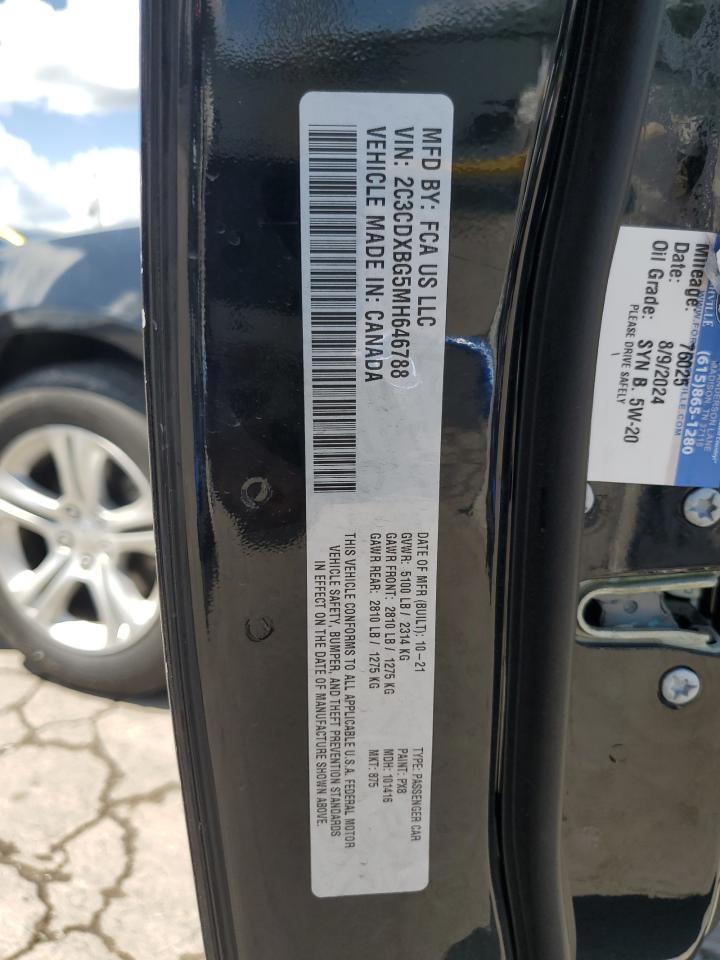 MFD BY: FCA US LLC
VIN: 2C3CDXBG5MH646788
VEHICLE MADE IN: CANADA
DATE OF MFR (BUILT): 10-21
GVWR: 5100 LB / 2314 KG
GAWR FRONT: 2810 LB / 1275 KG
GAWR REAR: 2810 LB / 1275 KG
THIS VEHICLE CONFORMS TO ALL APPLICABLE U.S.A. FEDERAL MOTOR
VEHICLE SAFETY, BUMPER, AND THEFT PREVENTION STANDARDS
IN EFFECT ON THE DATE OF MANUFACTURE SHOWN ABOVE.
TYPE: PASSENGER CAR
PAINT: PX8
MDH: 101416
MKT: 875
(615)865-1280
Mileage: 76025
Date: 8/9/2024
Oil Grade: SYN B. 5W-20
PLEASE DRIVE SAFELY